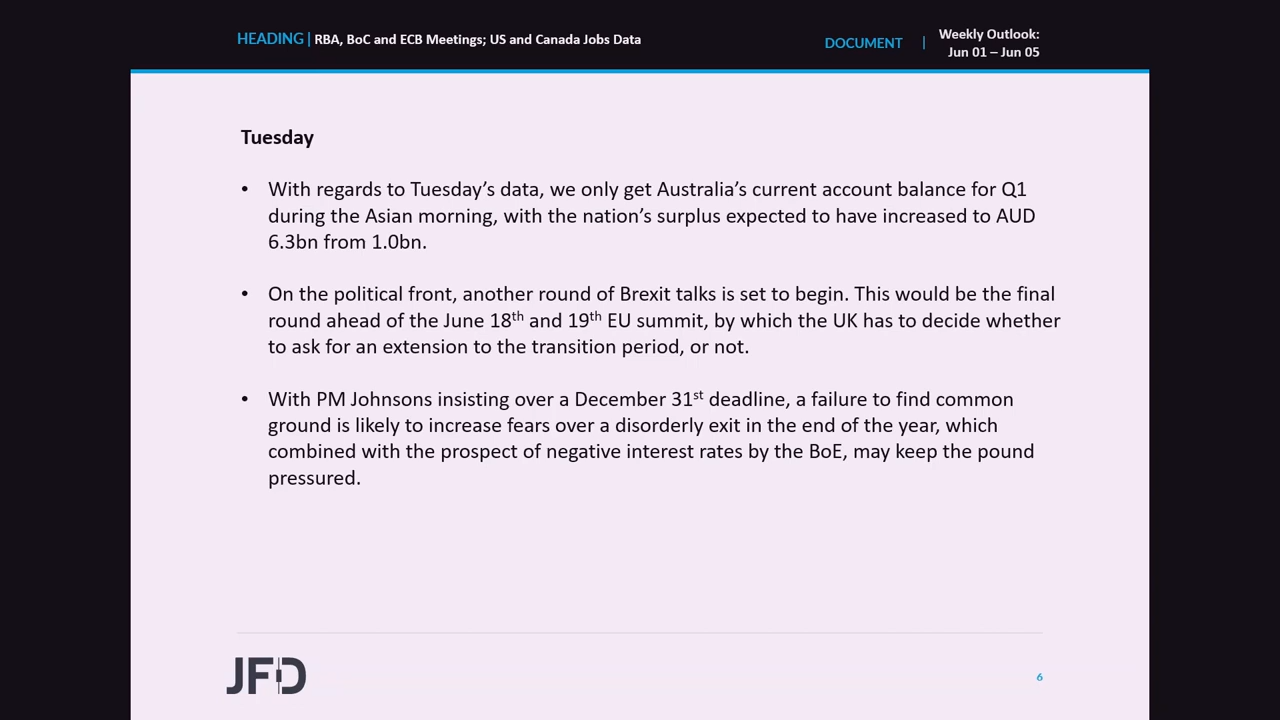 HEADING | RBA, BoC and ECB Meetings; US and Canada Jobs Data
DOCUMENT | Weekly Outlook:
Jun 01 – Jun 05
Tuesday
• With regards to Tuesday’s data, we only get Australia’s current account balance for Q1
during the Asian morning, with the nation’s surplus expected to have increased to AUD
6.3bn from 1.0bn.
• On the political front, another round of Brexit talks is set to begin. This would be the final
round ahead of the June 18th and 19th EU summit, by which the UK has to decide whether
to ask for an extension to the transition period, or not.
• With PM Johnsons insisting over a December 31st deadline, a failure to find common
ground is likely to increase fears over a disorderly exit in the end of the year, which
combined with the prospect of negative interest rates by the BoE, may keep the pound
pressured.
JFD
6